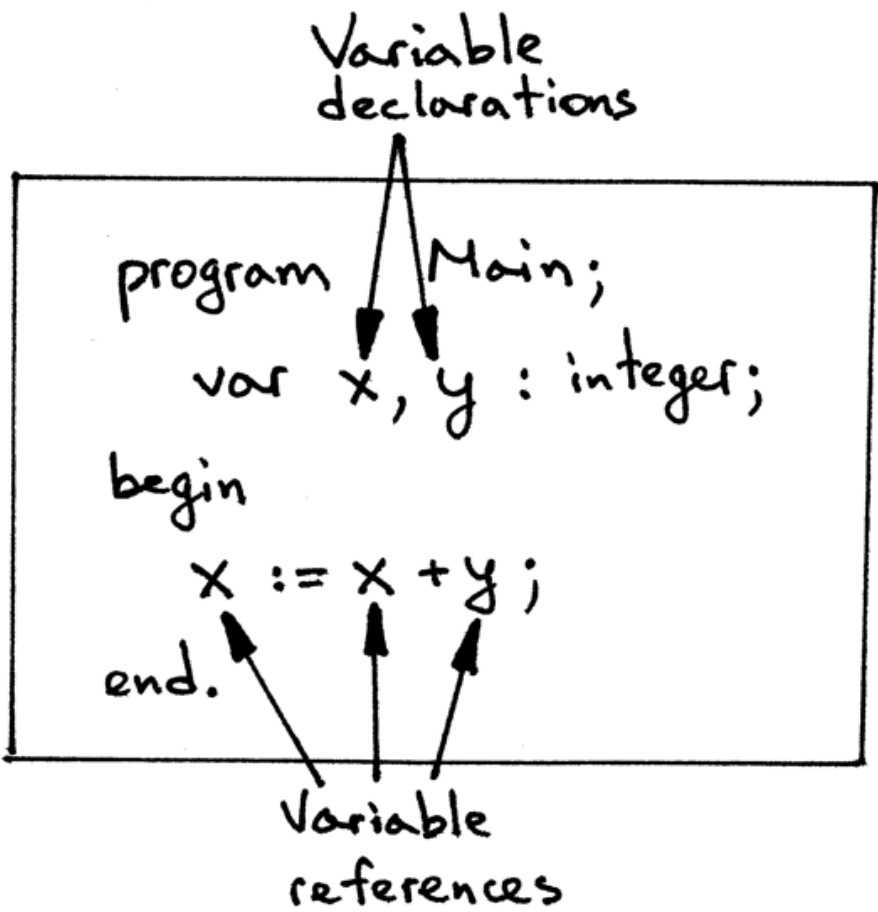 Variable
declarations
program Main;
var x, y : integer;
begin
x := x + y;
end.
Variable
references